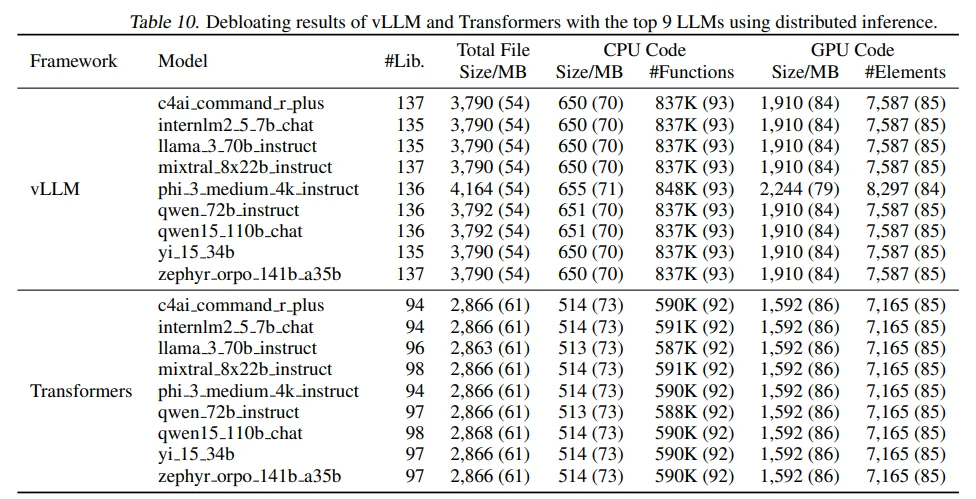 Table 10. Debloating results of vLLM and Transformers with the top 9 LLMs using distributed inference.
Framework Model #Lib. Total File Size/MB CPU Code Size/MB #Functions GPU Code Size/MB #Elements
vLLM
c4ai_command_r_plus 137 3,790 (54) 650 (70) 837K (93) 1,910 (84) 7,587 (85)
internlm2_5_7b_chat 135 3,790 (54) 650 (70) 837K (93) 1,910 (84) 7,587 (85)
llama_3_70b_instruct 135 3,790 (54) 650 (70) 837K (93) 1,910 (84) 7,587 (85)
mixtral_8x22b_instruct 137 3,790 (54) 650 (70) 837K (93) 1,910 (84) 7,587 (85)
phi_3_medium_4k_instruct 136 4,164 (54) 655 (71) 848K (93) 2,244 (79) 8,297 (84)
qwen_72b_instruct 136 3,792 (54) 651 (70) 837K (93) 1,910 (84) 7,587 (85)
qwen15_110b_chat 136 3,792 (54) 651 (70) 837K (93) 1,910 (84) 7,587 (85)
yi_15_34b 135 3,790 (54) 650 (70) 837K (93) 1,910 (84) 7,587 (85)
zephyr_orpo_141b_a35b 137 3,790 (54) 650 (70) 837K (93) 1,910 (84) 7,587 (85)
Transformers
c4ai_command_r_plus 94 2,866 (61) 514 (73) 590K (92) 1,592 (86) 7,165 (85)
internlm2_5_7b_chat 94 2,866 (61) 514 (73) 591K (92) 1,592 (86) 7,165 (85)
llama_3_70b_instruct 96 2,863 (61) 513 (73) 587K (92) 1,592 (86) 7,165 (85)
mixtral_8x22b_instruct 98 2,866 (61) 514 (73) 591K (92) 1,592 (86) 7,165 (85)
phi_3_medium_4k_instruct 94 2,866 (61) 514 (73) 590K (92) 1,592 (86) 7,165 (85)
qwen_72b_instruct 97 2,866 (61) 513 (73) 588K (92) 1,592 (86) 7,165 (85)
qwen15_110b_chat 98 2,868 (61) 514 (73) 590K (92) 1,592 (86) 7,165 (85)
yi_15_34b 97 2,866 (61) 514 (73) 590K (92) 1,592 (86) 7,165 (85)
zephyr_orpo_141b_a35b 97 2,866 (61) 514 (73) 590K (92) 1,592 (86) 7,165 (85)